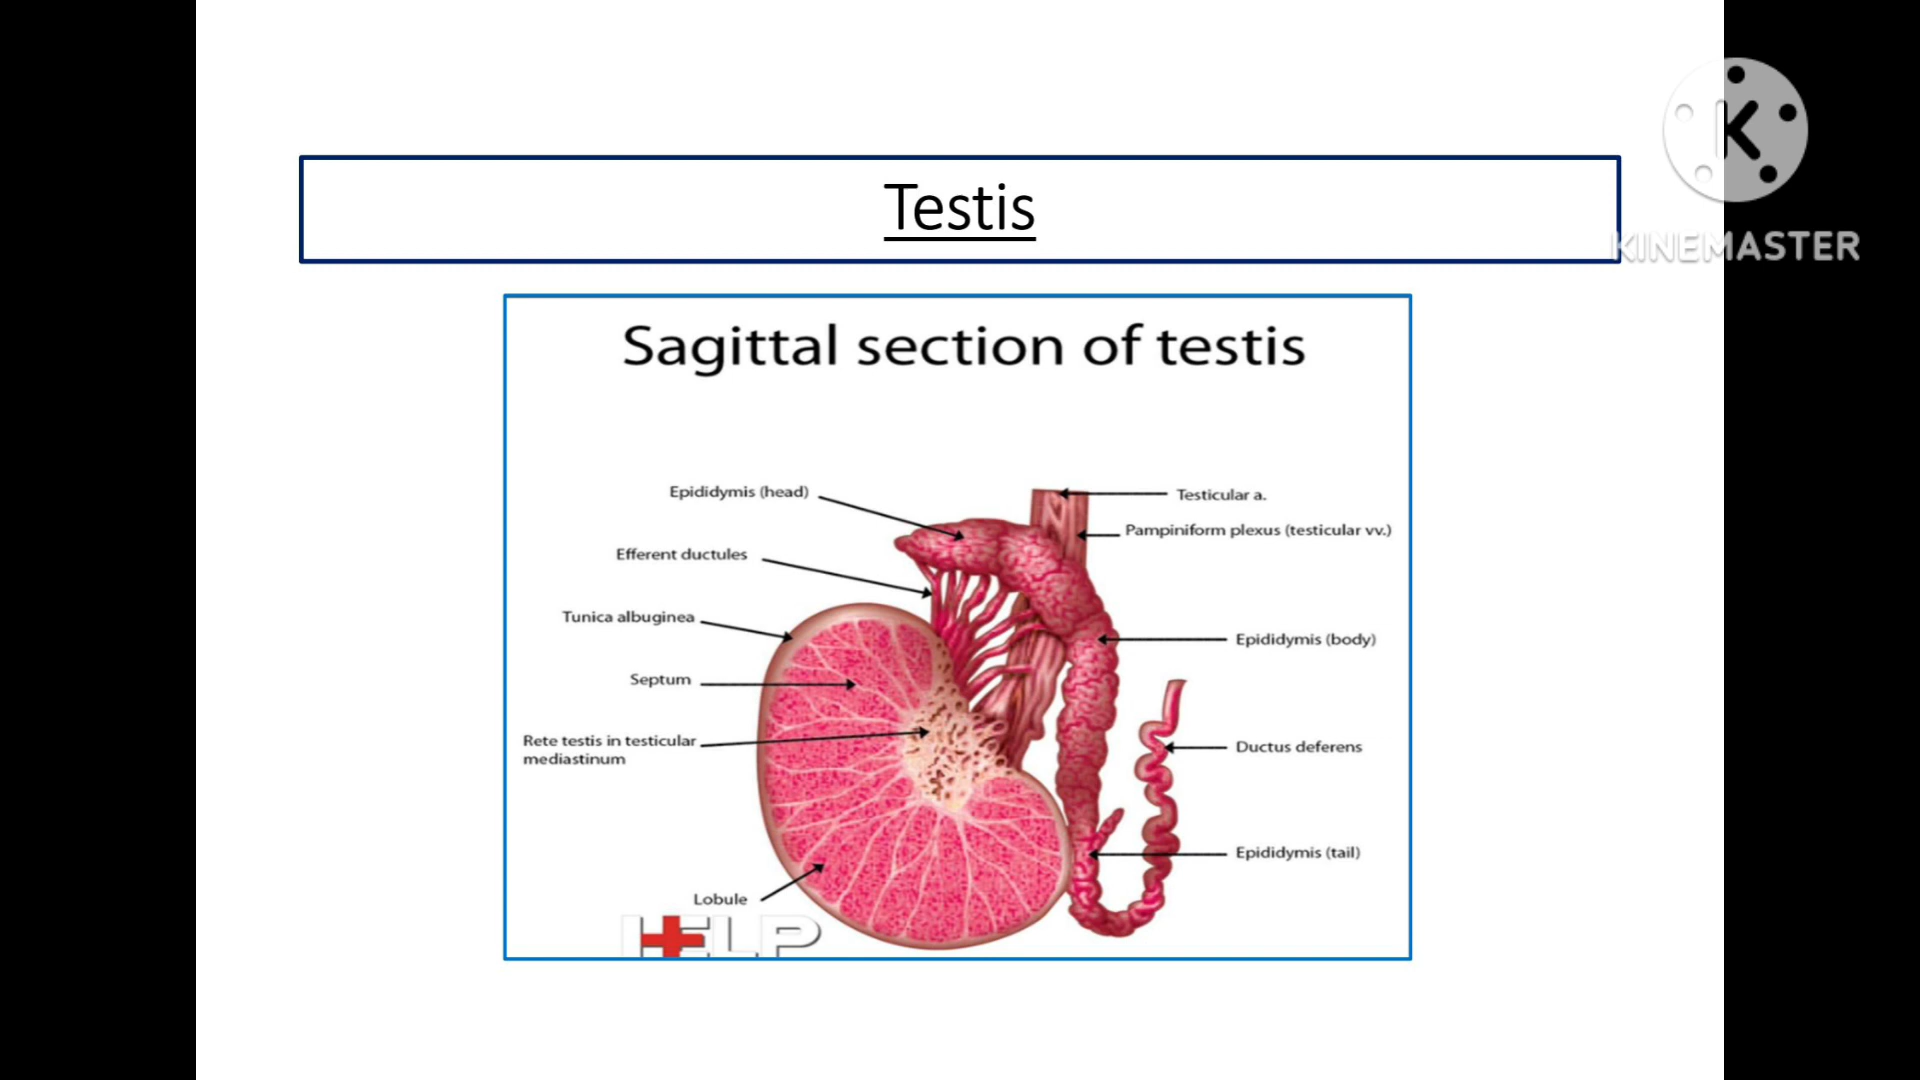 Testis
K
KINEMASTER
Sagittal section of testis
Epididymis (head)
Efferent ductules
Tunica albuginea
Septum
Rete testis in testicular
mediastinum
Lobule
Testicular a.
Pampiniform plexus (testicular vv.)
Epididymis (body)
Ductus deferens
Epididymis (tail)
HELP